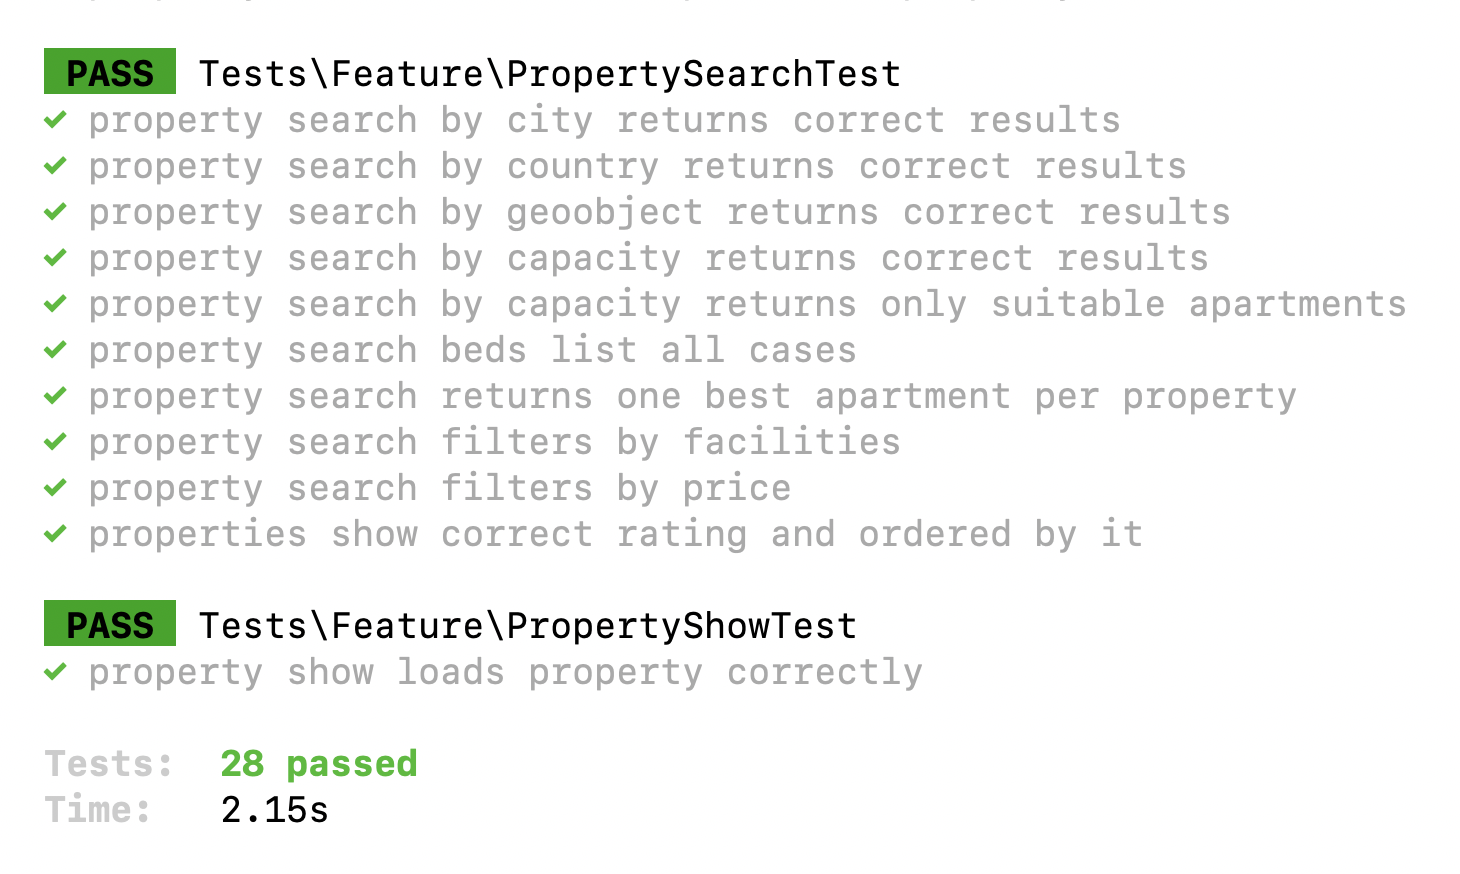 PASS Tests\Feature\PropertySearchTest
✓ property search by city returns correct results
✓ property search by country returns correct results
✓ property search by geoobject returns correct results
✓ property search by capacity returns correct results
✓ property search by capacity returns only suitable apartments
✓ property search beds list all cases
✓ property search returns one best apartment per property
✓ property search filters by facilities
✓ property search filters by price
✓ properties show correct rating and ordered by it
PASS Tests\Feature\PropertyShowTest
✓ property show loads property correctly
Tests: 28 passed
Time: 2.15s